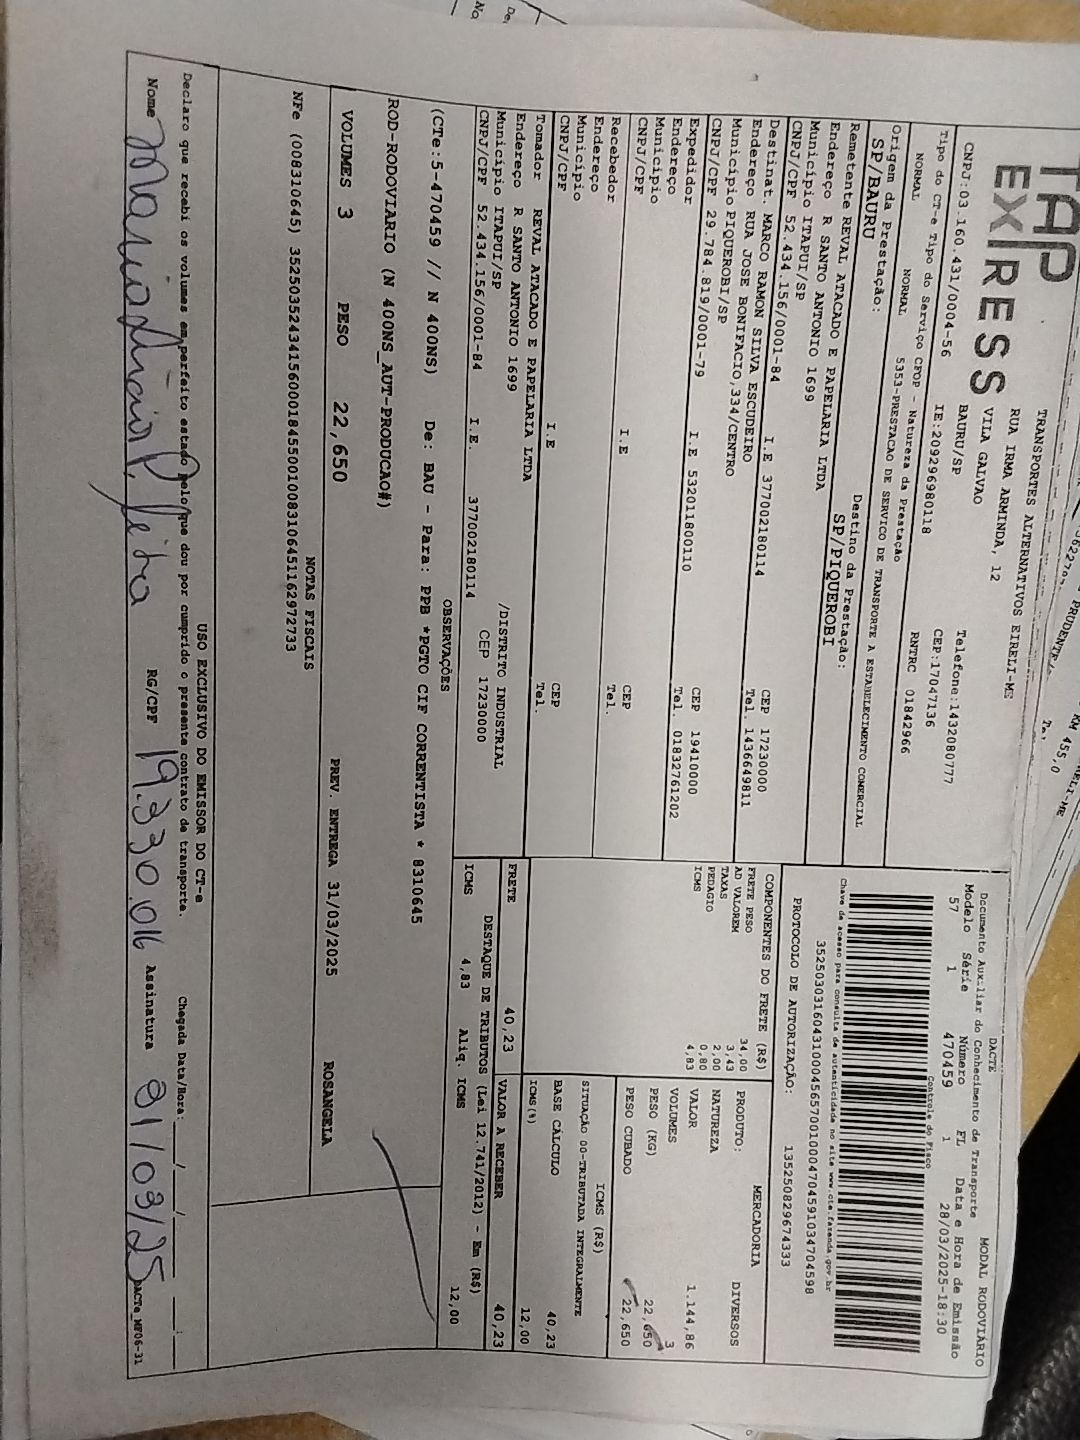 TAP
EX/RESS
TRANSPORTES ALTERNATIVOS EIRELI-ME
RUA IRMA ARMINDA, 12
VILA GALVAO
BAURU/SP
Telefone:1432080777
CEP:17047136
CNPJ:03.160.431/0004-56 IE:209296980118 RNTRC 01842966
DACTE MODAL RODOVIÁRIO
Documento Auxiliar do Conhecimento de Transporte
Modelo Série Número FL Data e Hora de Emissão
57 1 470459 1 28/03/2025-18:30
Controle do Fisco
Chave de acesso para consulta de autenticidade no site www.cte.fazenda.gov.br
PROTOCOLO DE AUTORIZAÇÃO: 135250829674333
Tipo do CT-e Tipo do Serviço CFOP - Natureza da Prestação
NORMAL NORMAL 5353-PRESTACAO DE SERVICO DE TRANSPORTE A ESTABELECIMENTO COMERCIAL
Origem da Prestação: Destino da Prestação:
SP/BAURU SP/PIQUEROBI
Remetente REVAL ATACADO E PAPELARIA LTDA
Endereço R SANTO ANTONIO 1699
Município ITAPUI/SP CEP 17230000
CNPJ/CPF 52.434.156/0001-84 I.E 377002180114 Tel. 1436649811
Destinat. MARCO RAMON SILVA ESCUDEIRO
Endereço RUA JOSE BONIFACIO,334/CENTRO
Município PIQUEROBI/SP CEP 19410000
CNPJ/CPF 29.784.819/0001-79 I.E 532011800110 Tel. 01832761202
Expedidor
Endereço
Município CEP
CNPJ/CPF I.E Tel.
Recebedor
Endereço
Município CEP
CNPJ/CPF I.E Tel.
Tomador REVAL ATACADO E PAPELARIA LTDA
Endereço R SANTO ANTONIO 1699 /DISTRITO INDUSTRIAL
Município ITAPUI/SP CEP 17230000
CNPJ/CPF 52.434.156/0001-84 I.E. 377002180114
COMPONENTES DO FRETE (R$)
FRETE PESO 34,00
AD VALOREM 3,43
TAXAS 2,00
PEDAGIO 0,80
ICMS 4,83
FRETE 40,23
MERCADORIA
PRODUTO: DIVERSOS
NATUREZA
VALOR 1.144,86
VOLUMES 3
PESO (KG) 22,650
PESO CUBADO 22,650
ICMS (R$)
SITUAÇÃO 00-TRIBUTADA INTEGRALMENTE
BASE CÁLCULO 40,23
ICMS(%) 12,00
VALOR A RECEBER 40,23
DESTAQUE DE TRIBUTOS (Lei 12.741/2012) - Em (R$)
ICMS 4,83 Aliq. ICMS 12,00
OBSERVAÇÕES
(CTe:5-470459 // N 400NS) De: BAU - Para: PPB *PGTO CIF CORRENTISTA * 8310645
ROD-RODOVIARIO (N 400NS_AUT-PRODUCAO#)
VOLUMES 3 PESO 22,650 PREV. ENTREGA 31/03/2025 ROSANGELA
NOTAS FISCAIS
NFe (008310645)
USO EXCLUSIVO DO EMISSOR DO CT-e
Declaro que recebi os volumes em perfeito estado pelo que dou por cumprido o presente contrato de transporte. Chegada Data/Hora: __/__/____ __:__
Nome RG/CPF 19.330.016 Assinatura 01/03/25
DACTe_MF06-31